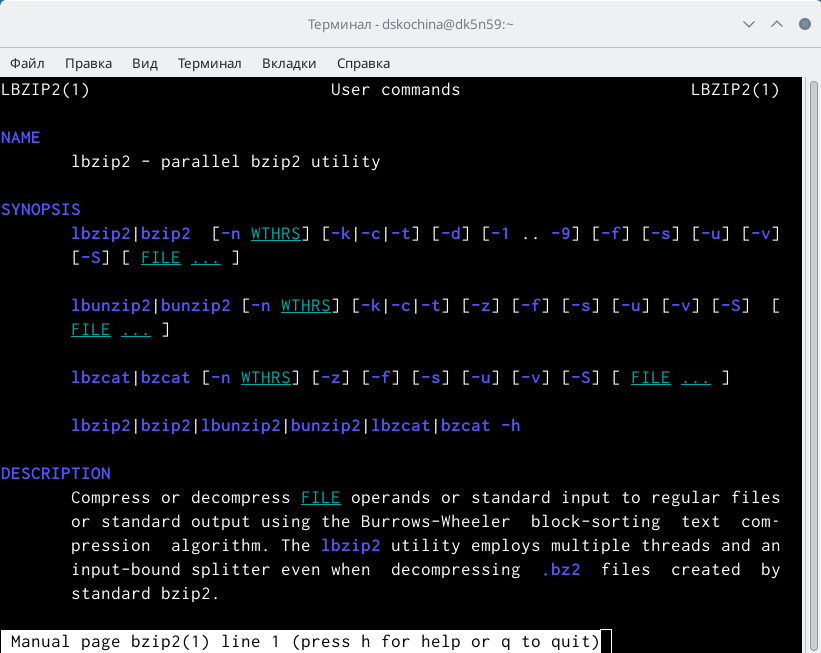 Терминал - dskochina@dk5n59:~
Файл Правка Вид Терминал Вкладки Справка
LBZIP2(1) User commands LBZIP2(1)
NAME
lbzip2 - parallel bzip2 utility
SYNOPSIS
lbzip2|bzip2 [-n WTHRS] [-k|-c|-t] [-d] [-1 .. -9] [-f] [-s] [-u] [-v]
[-S] [ FILE ... ]
lbunzip2|bunzip2 [-n WTHRS] [-k|-c|-t] [-z] [-f] [-s] [-u] [-v] [-S] [
FILE ... ]
lbzcat|bzcat [-n WTHRS] [-z] [-f] [-s] [-u] [-v] [-S] [ FILE ... ]
lbzip2|bzip2|lbunzip2|bunzip2|lbzcat|bzcat -h
DESCRIPTION
Compress or decompress FILE operands or standard input to regular files
or standard output using the Burrows-Wheeler block-sorting text com-
pression algorithm. The lbzip2 utility employs multiple threads and an
input-bound splitter even when decompressing .bz2 files created by
standard bzip2.
Manual page bzip2(1) line 1 (press h for help or q to quit)